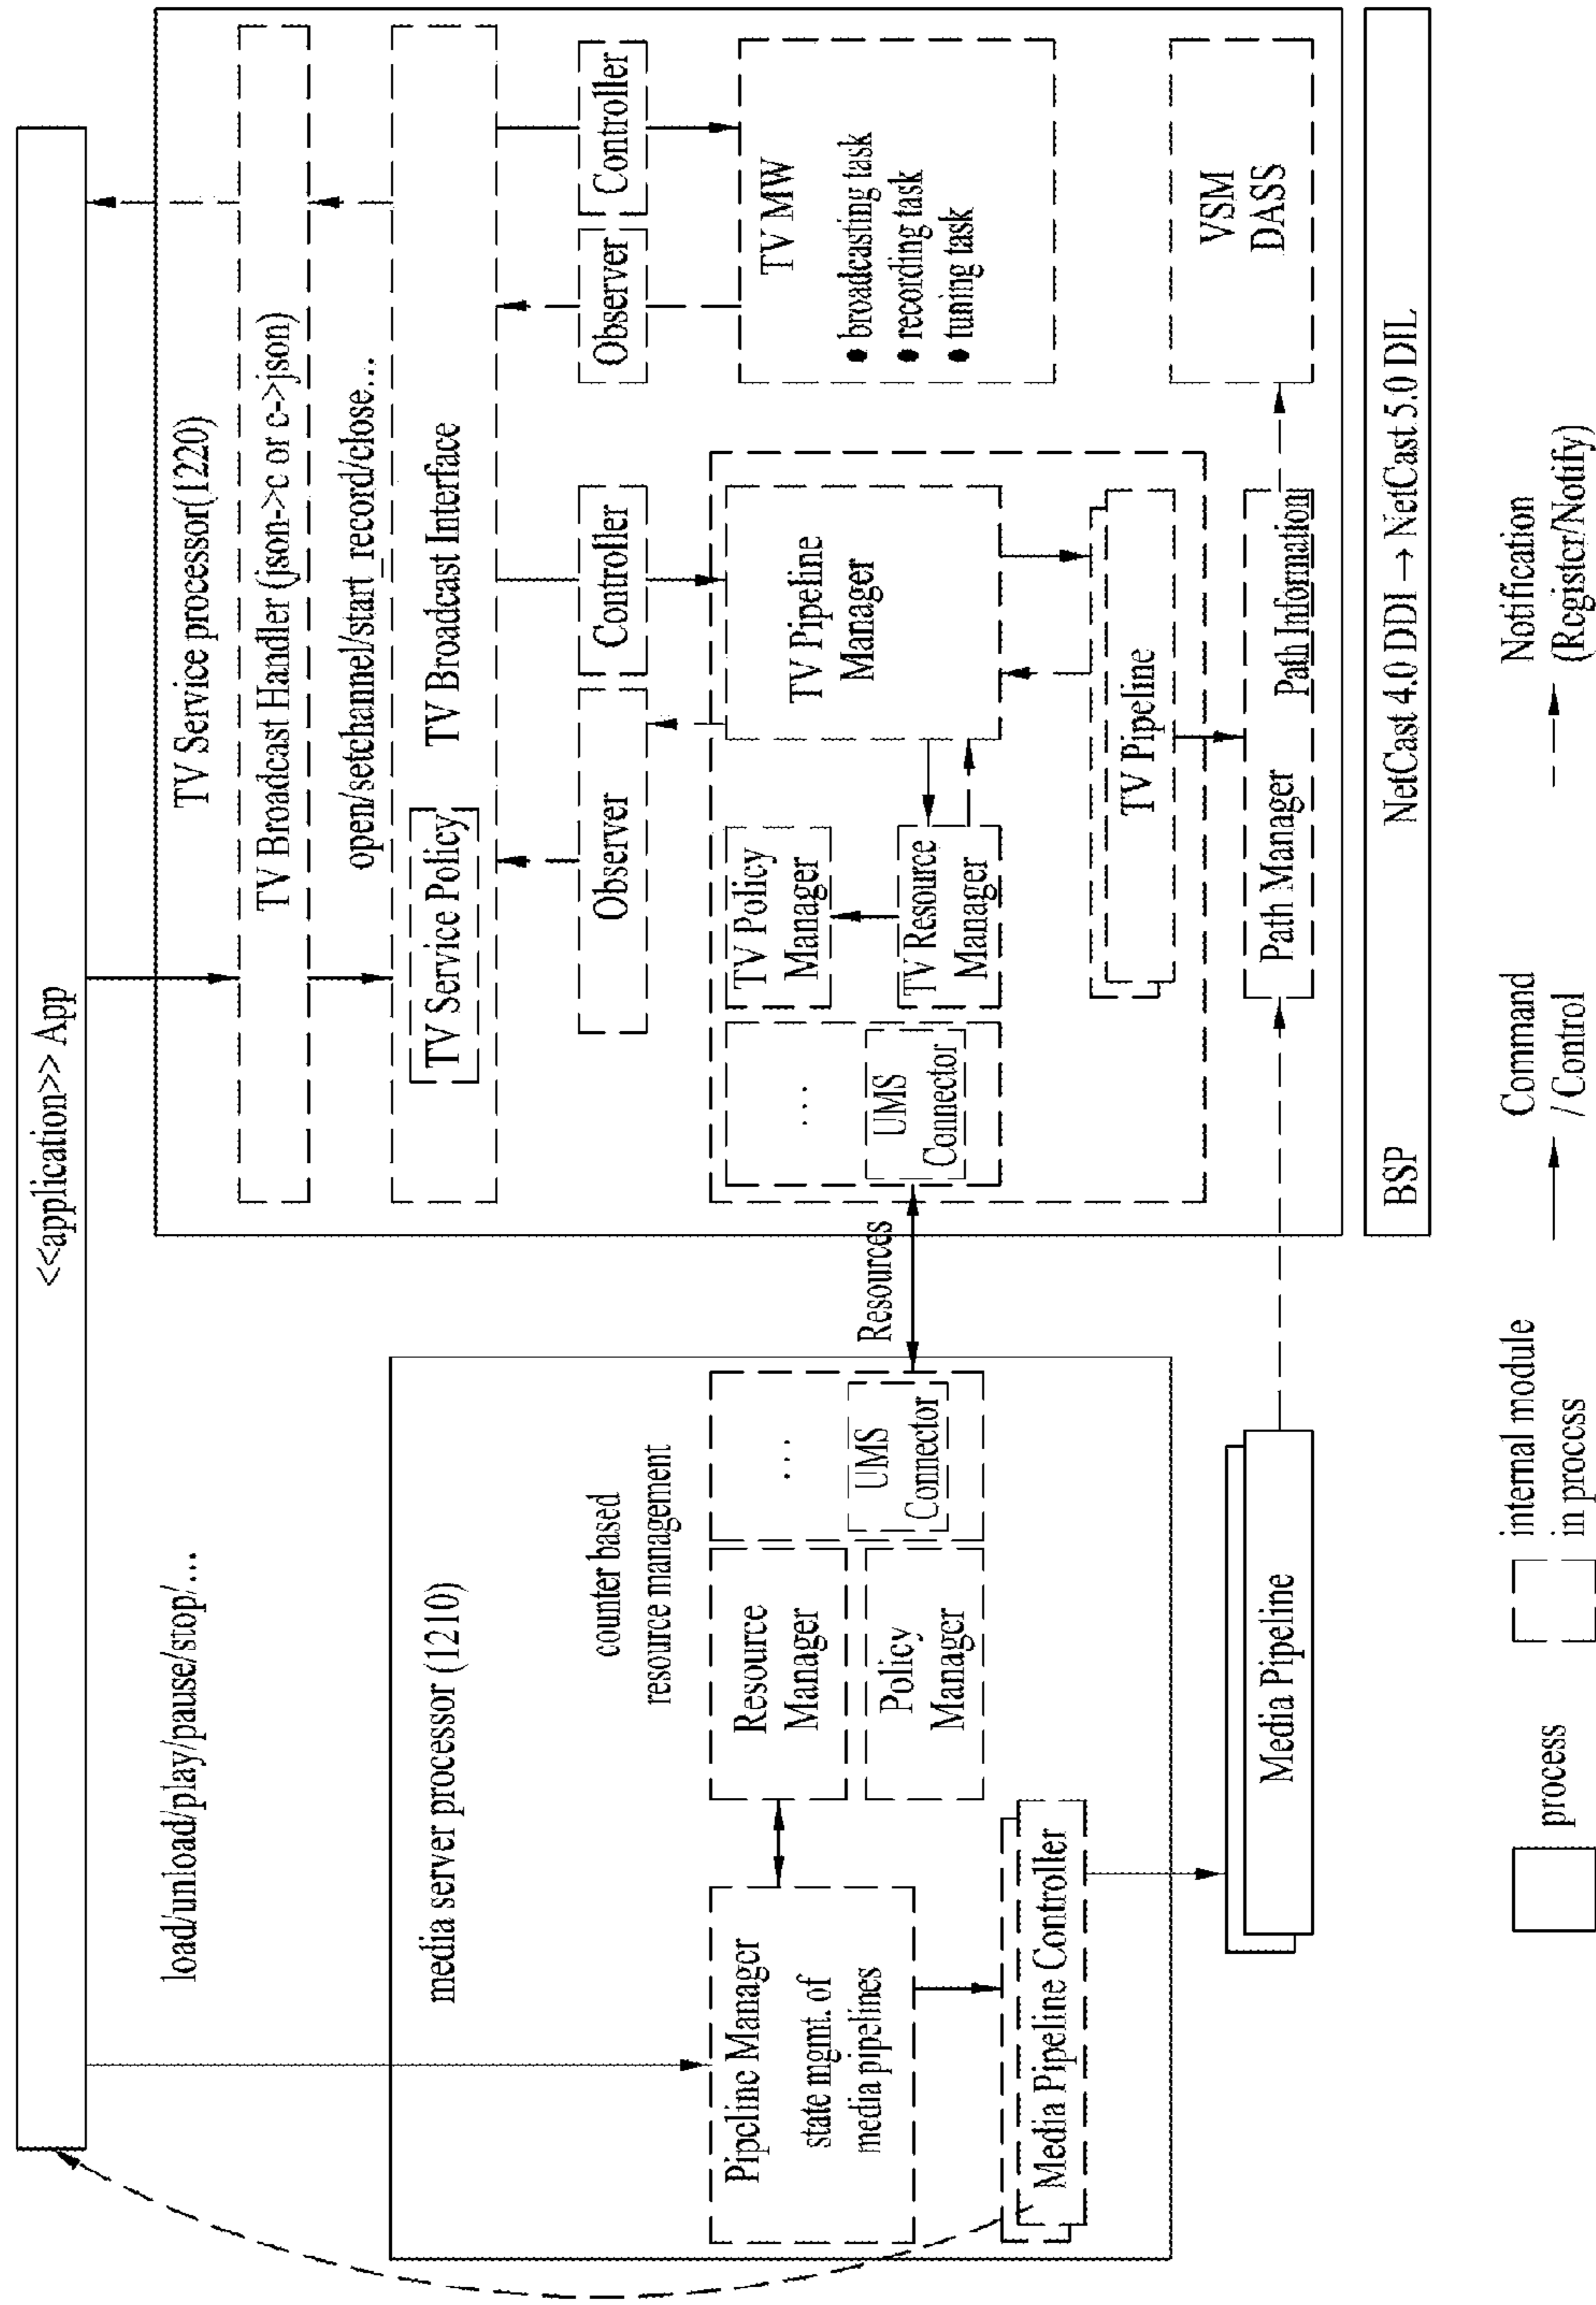 <<application>> App
load/unload/play/pause/stop/...
media server processor (1210)
counter based
resource management
Pipeline Manager
state mgmt. of
media pipelines
Resource
Manager
Policy
Manager
...
UMS
Connector
Media Pipeline Controller
Media Pipeline
Resources
TV Service processor(1220)
TV Broadcast Handler (json->c or c->json)
open/setchannel/start_record/close...
TV Service Policy
TV Broadcast Interface
Observer
Controller
Observer
Controller
...
UMS
Connector
TV Policy
Manager
TV Resource
Manager
TV Pipeline
Manager
TV Pipeline
TV MW
● broadcasting task
● recording task
● tuning task
Path Manager
Path Information
VSM
DASS
BSP
NetCast 4.0 DDI → NetCast 5.0 DIL
process
internal module
in process
Command
/ Control
Notification
(Register/Notify)